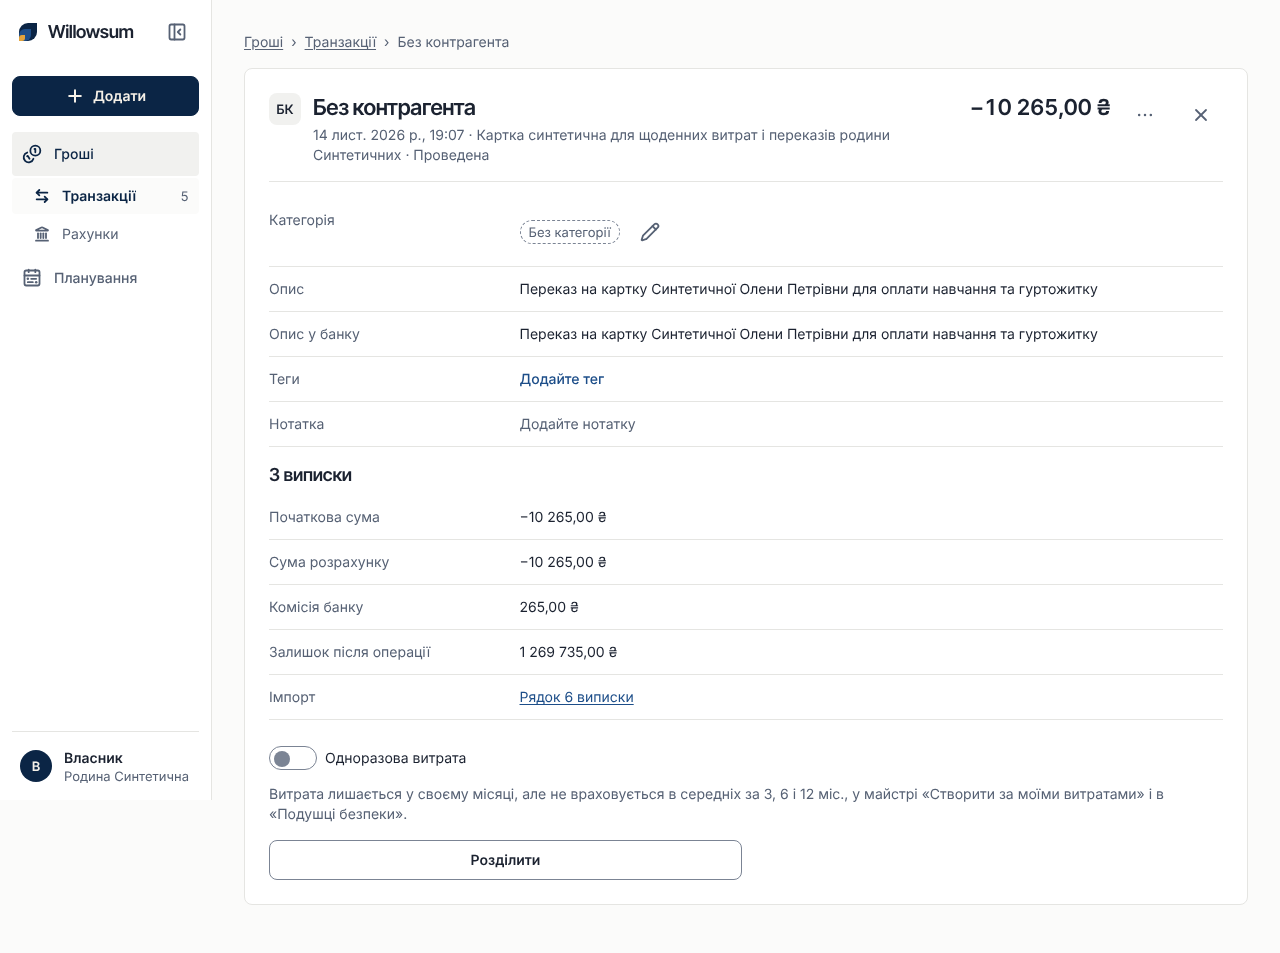 Willowsum
Додати
Гроші
Транзакції 5
Рахунки
Планування
В
Власник
Родина Синтетична
Гроші › Транзакції › Без контрагента
БК
Без контрагента
−10 265,00 ₴
...
14 лист. 2026 р., 19:07 · Картка синтетична для щоденних витрат і переказів родини
Синтетичних · Проведена
Категорія
Без категорії
Опис
Переказ на картку Синтетичної Олени Петрівни для оплати навчання та гуртожитку
Опис у банку
Переказ на картку Синтетичної Олени Петрівни для оплати навчання та гуртожитку
Теги
Додайте тег
Нотатка
Додайте нотатку
З виписки
Початкова сума
−10 265,00 ₴
Сума розрахунку
−10 265,00 ₴
Комісія банку
265,00 ₴
Залишок після операції
1 269 735,00 ₴
Імпорт
Рядок 6 виписки
Одноразова витрата
Витрата лишається у своєму місяці, але не враховується в середніх за 3, 6 і 12 міс., у майстрі «Створити за моїми витратами» і в
«Подушці безпеки».
Розділити